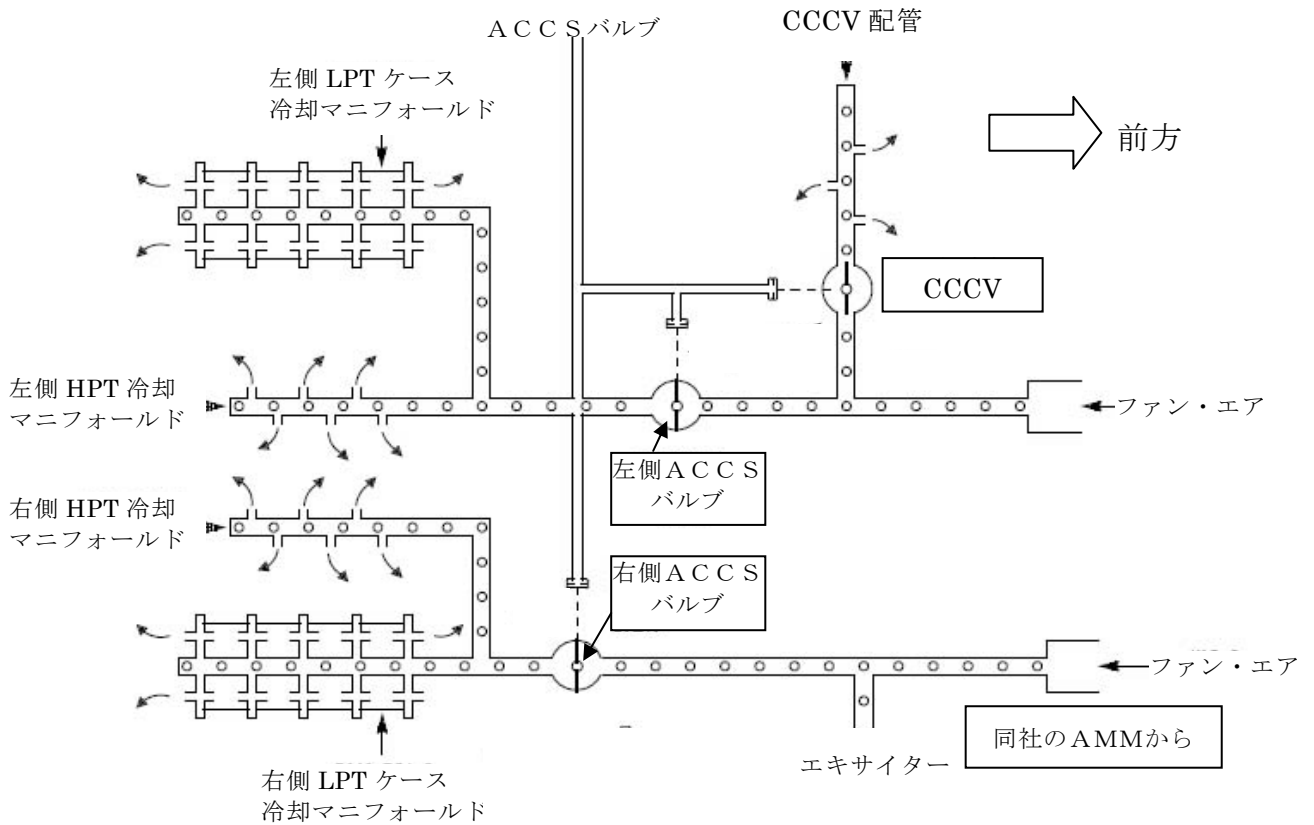 ＡＣＣＳバルブ
CCCV 配管
左側 LPT ケース
冷却マニフォールド
前方
CCCV
左側 HPT 冷却
マニフォールド
ファン・エア
左側ＡＣＣＳ
バルブ
右側 HPT 冷却
マニフォールド
右側ＡＣＣＳ
バルブ
ファン・エア
同社のＡＭＭから
エキサイター
右側 LPT ケース
冷却マニフォールド